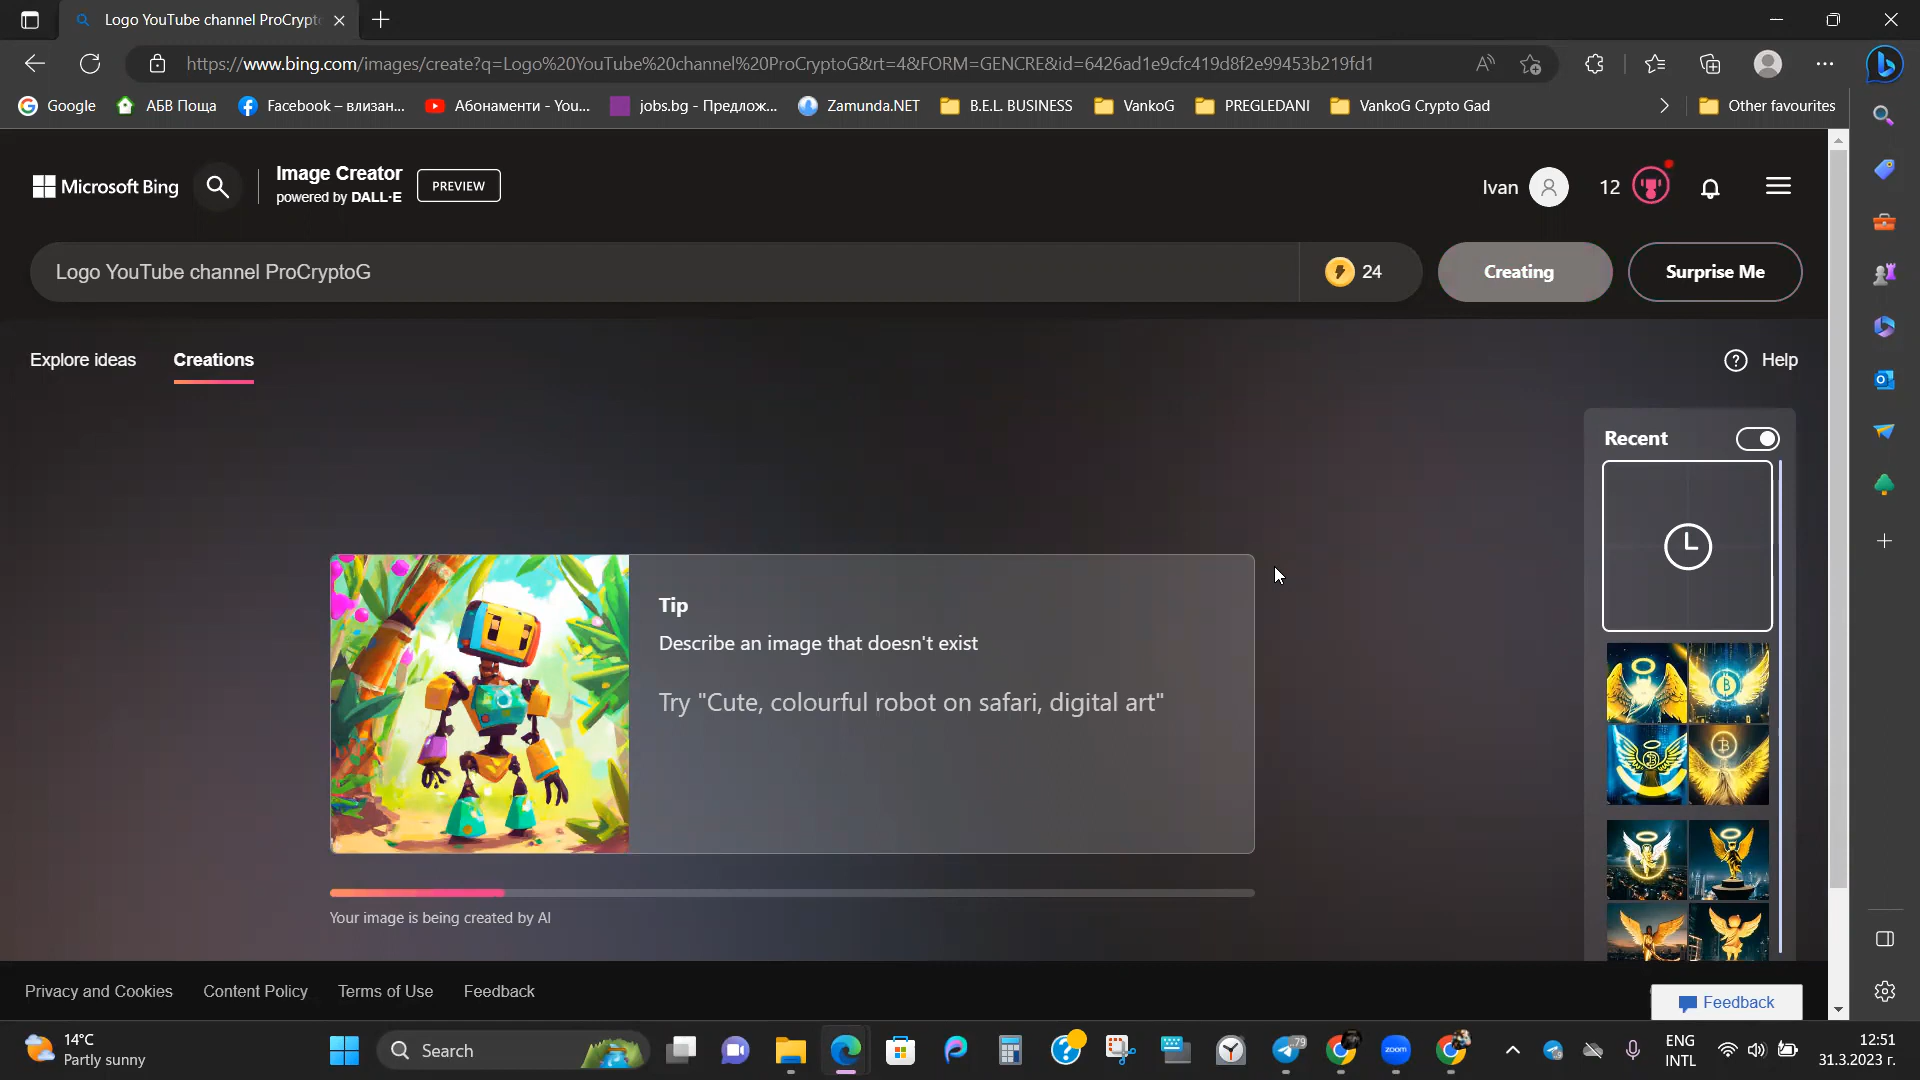 Logo YouTube channel ProCrypt
https://www.bing.com/images/create?q=Logo%20YouTube%20channel%20ProCryptoG&rt=4&FORM=GENCRE&id=6426ad1e9cfc419d8f2e99453b219fd1
Google
АБВ Поща
Facebook – влизан...
Абонаменти - You...
jobs.bg - Предлож...
Zamunda.NET
B.E.L. BUSINESS
VankoG
PREGLEDANI
VankoG Crypto Gad
Other favourites
Microsoft Bing
Image Creator
powered by DALL·E
PREVIEW
Ivan
12
Logo YouTube channel ProCryptoG
24
Creating
Surprise Me
Explore ideas
Creations
Help
Recent
Tip
Describe an image that doesn't exist
Try "Cute, colourful robot on safari, digital art"
Your image is being created by AI
Privacy and Cookies
Content Policy
Terms of Use
Feedback
Feedback
14°C
Partly sunny
Search
79
zoom
ENG
INTL
12:51
31.3.2023 г.